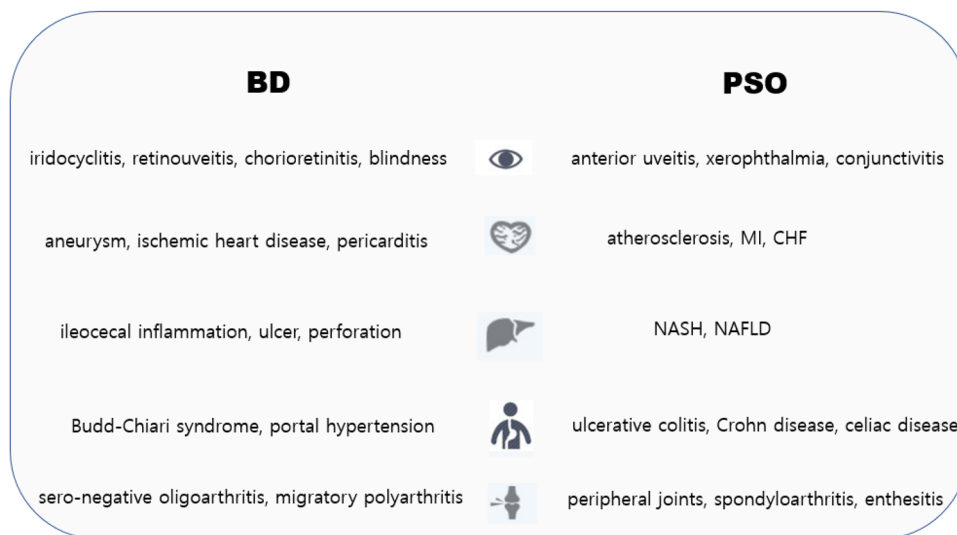 BD PSO
iridocyclitis, retinouveitis, chorioretinitis, blindness anterior uveitis, xerophthalmia, conjunctivitis
aneurysm, ischemic heart disease, pericarditis atherosclerosis, MI, CHF
ileocecal inflammation, ulcer, perforation NASH, NAFLD
Budd-Chiari syndrome, portal hypertension ulcerative colitis, Crohn disease, celiac disease
sero-negative oligoarthritis, migratory polyarthritis peripheral joints, spondyloarthritis, enthesitis